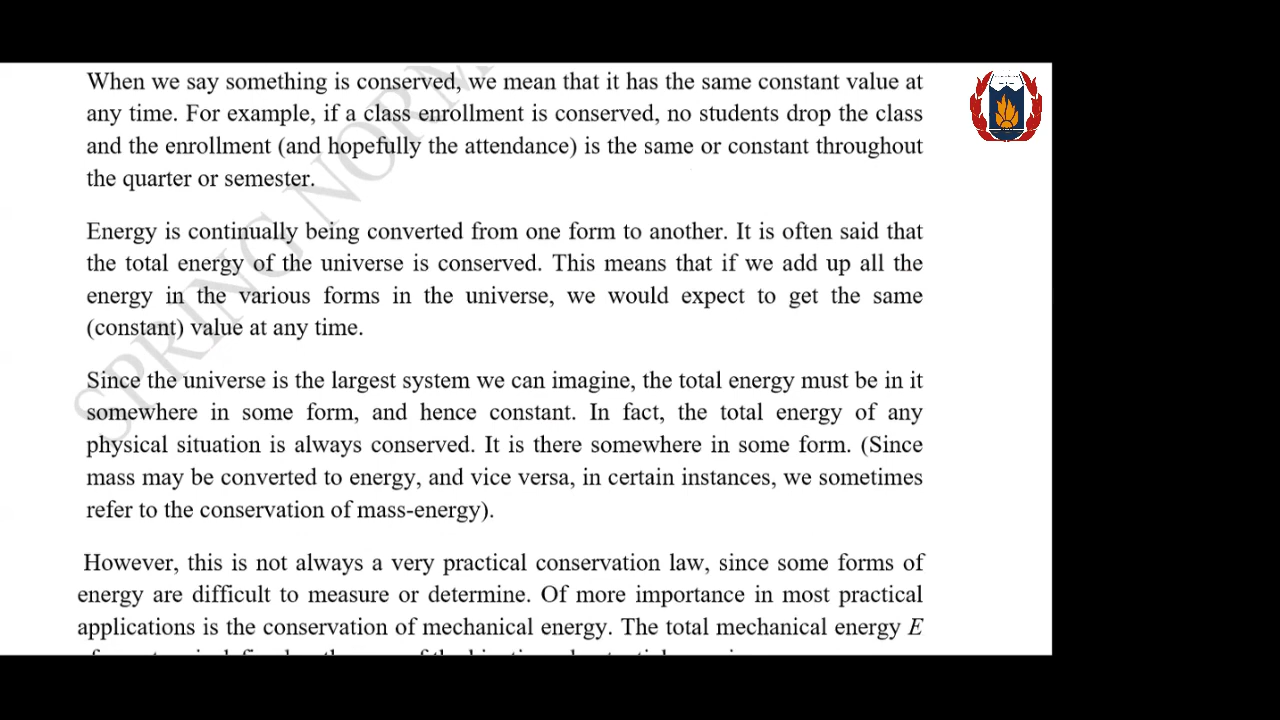 When we say something is conserved, we mean that it has the same constant value at
any time. For example, if a class enrollment is conserved, no students drop the class
and the enrollment (and hopefully the attendance) is the same or constant throughout
the quarter or semester.
Energy is continually being converted from one form to another. It is often said that
the total energy of the universe is conserved. This means that if we add up all the
energy in the various forms in the universe, we would expect to get the same
(constant) value at any time.
Since the universe is the largest system we can imagine, the total energy must be in it
somewhere in some form, and hence constant. In fact, the total energy of any
physical situation is always conserved. It is there somewhere in some form. (Since
mass may be converted to energy, and vice versa, in certain instances, we sometimes
refer to the conservation of mass-energy).
However, this is not always a very practical conservation law, since some forms of
energy are difficult to measure or determine. Of more importance in most practical
applications is the conservation of mechanical energy. The total mechanical energy E
SPRING NORM